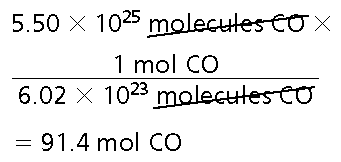 5.50 × 10²⁵ molecules CO ×
1 mol CO
6.02 × 10²³ molecules CO
= 91.4 mol CO